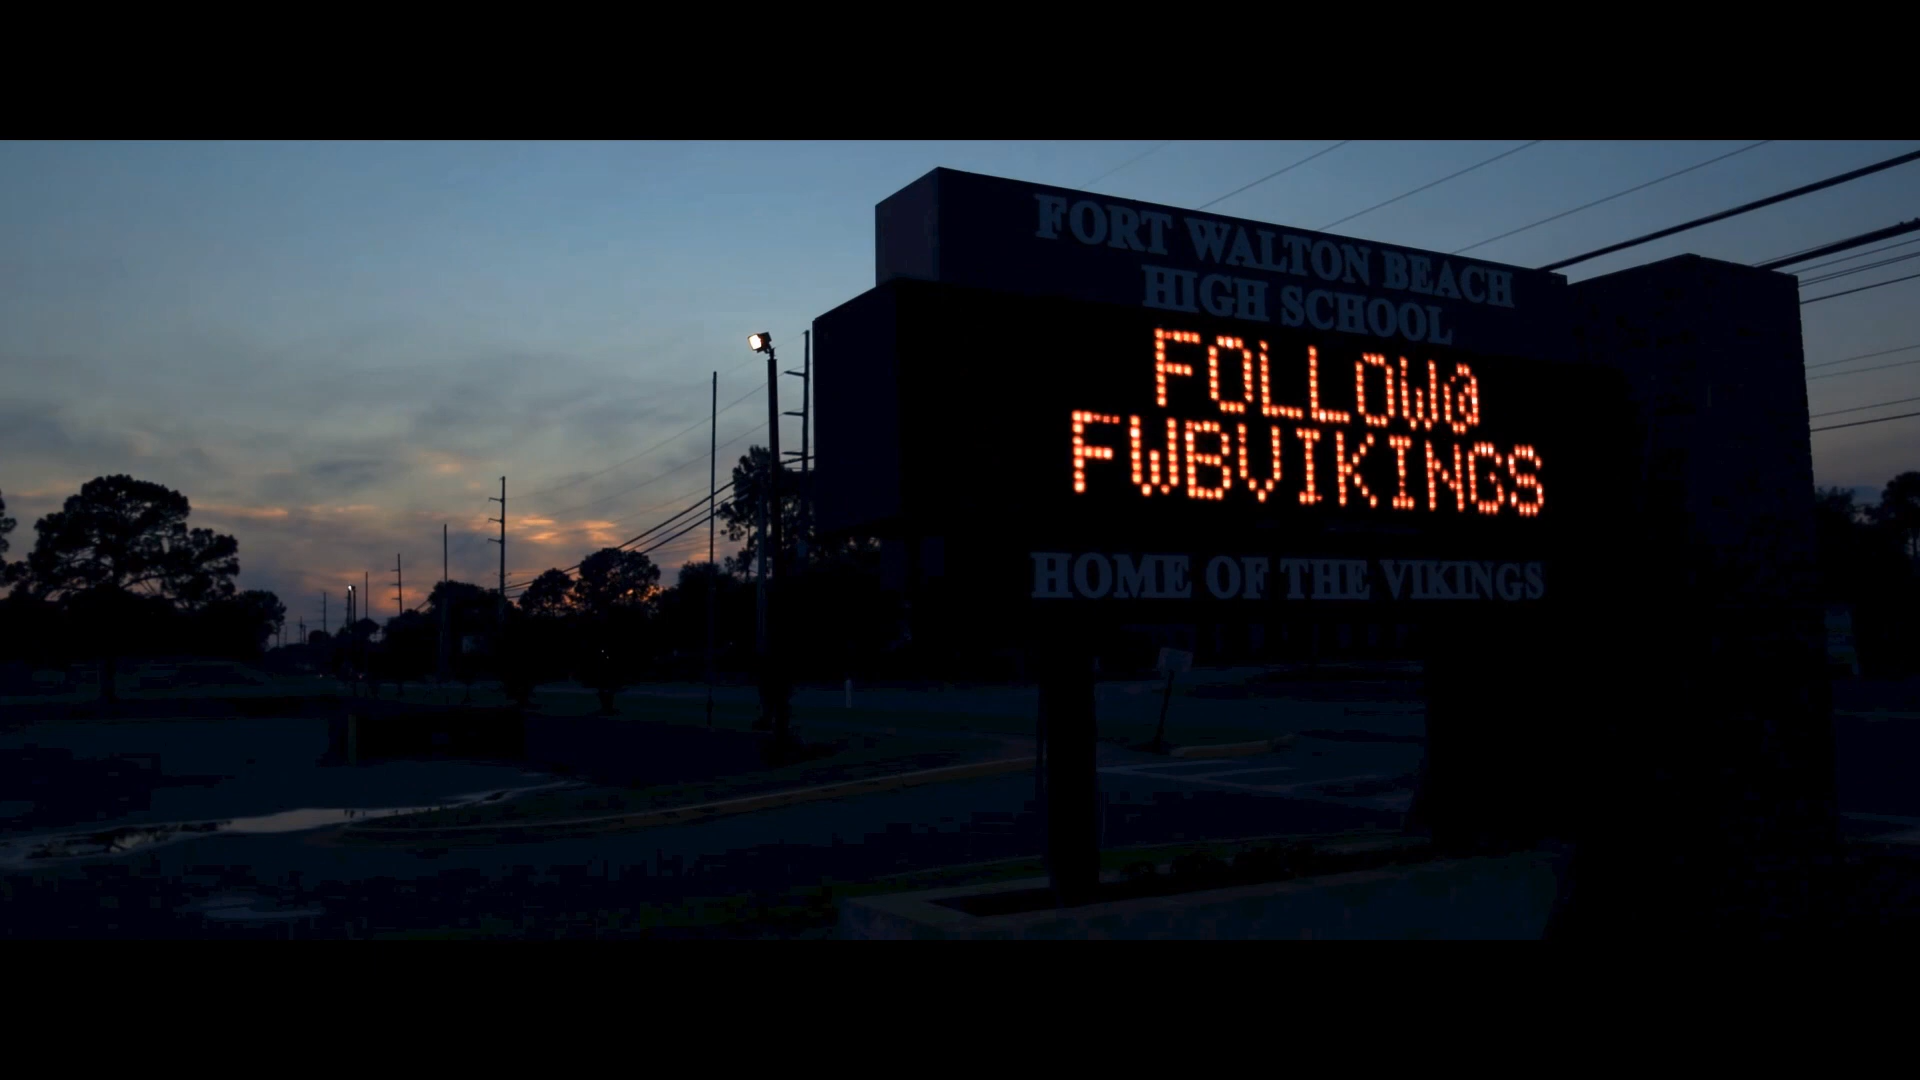 FORT WALTON BEACH
HIGH SCHOOL
FOLLOW@
FWBVIKINGS
HOME OF THE VIKINGS